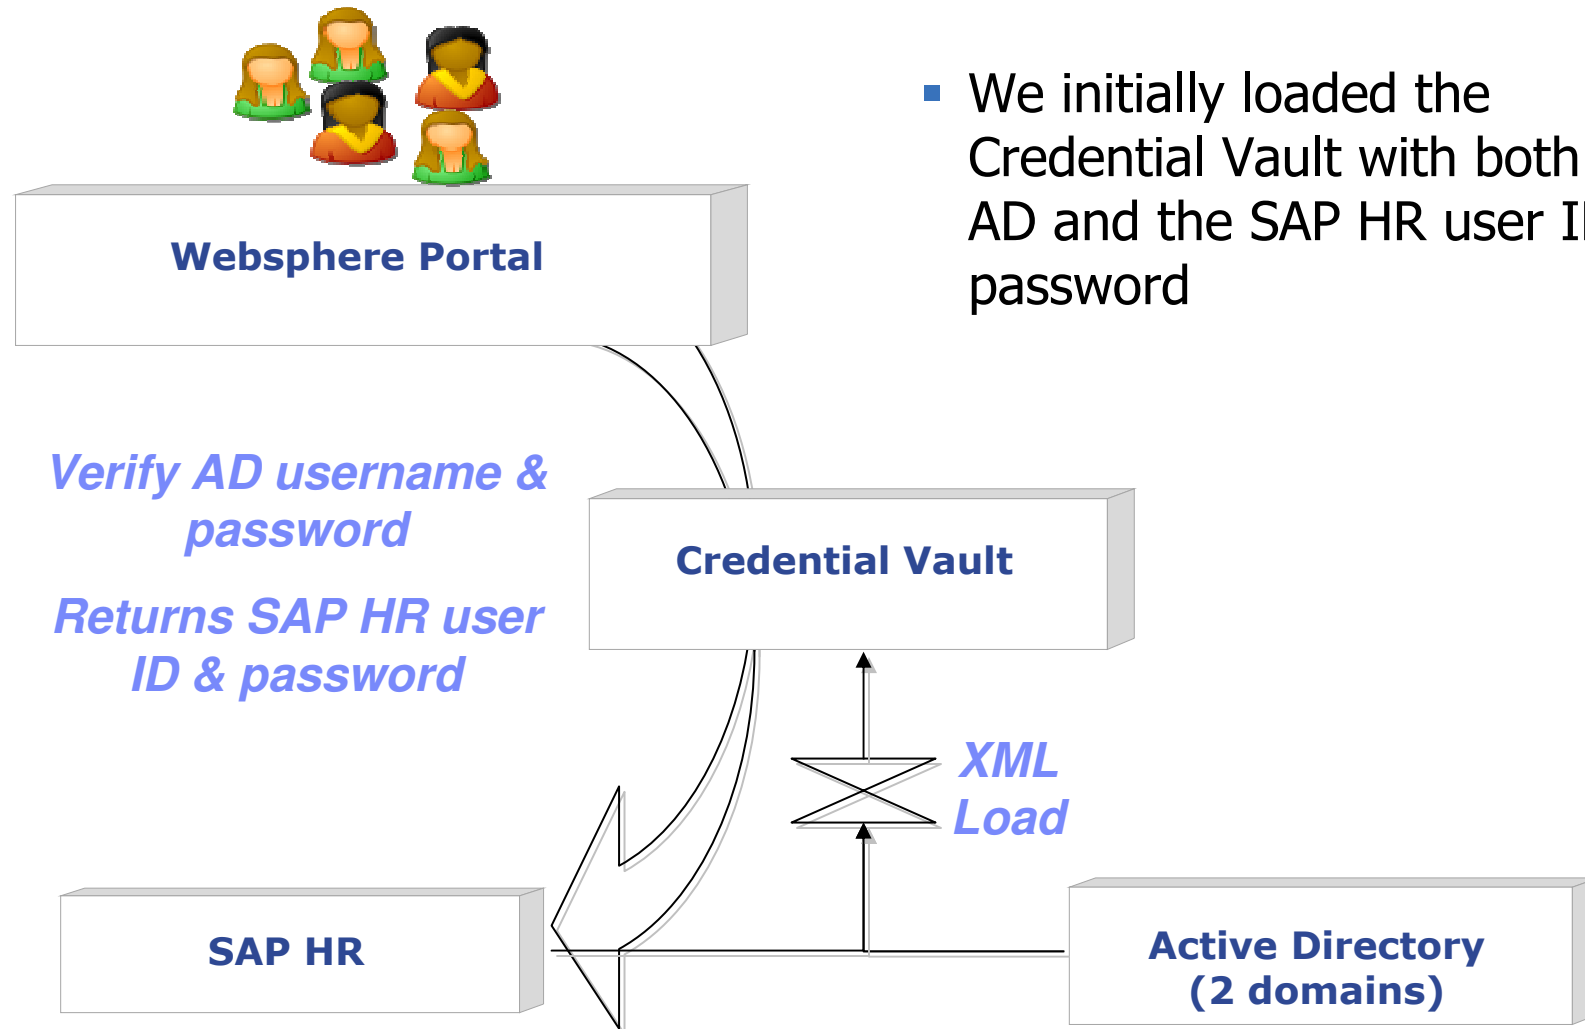 We initially loaded the
Credential Vault with both
AD and the SAP HR user
password
Websphere Portal
Verify AD username &
password
Returns SAP HR user
ID & password
Credential Vault
XML
Load
SAP HR
Active Directory
(2 domains)